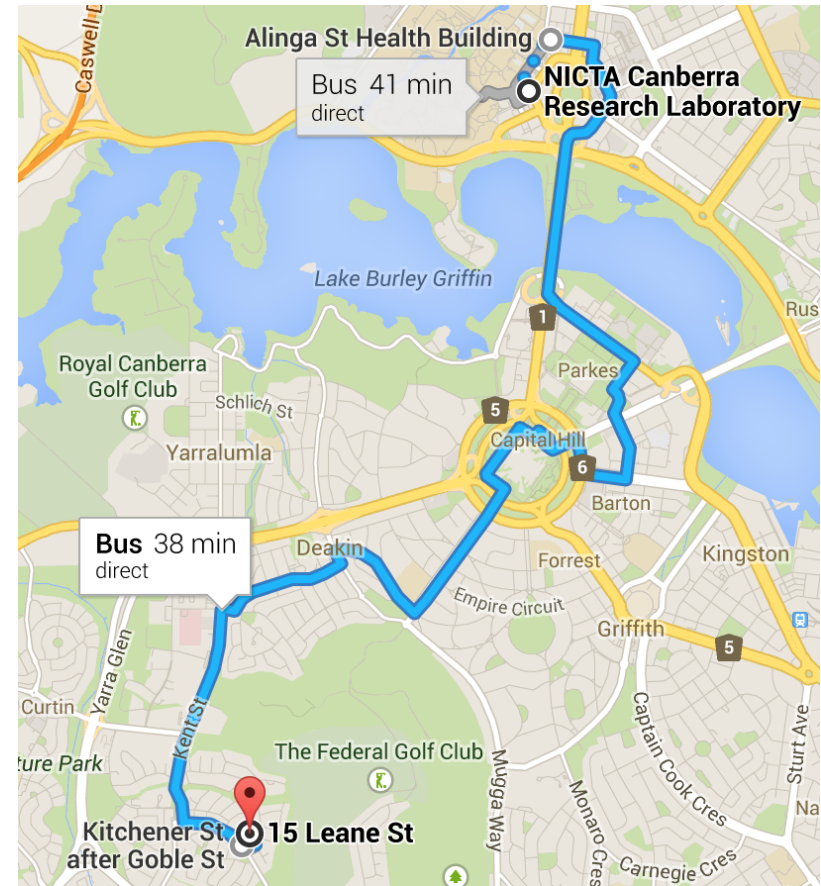 Caswell D
Alinga St Health Building
NICTA Canberra
Research Laboratory
Bus 41 min
direct
Lake Burley Griffin
1
Rus
Royal Canberra
Golf Club
Parkes
Schlich St
5
Capital Hill
Yarralumla
6
Barton
Bus 38 min
direct
Deakin
Forrest
Kingston
Empire Circuit
Griffith
5
Yarra Glen
Curtin
Kent St
ture Park
The Federal Golf Club
Mugga Way
Captain Cook Cres
Sturt Ave
Na
Kitchener St
after Goble St
15 Leane St
Monaro Cres
Carnegie Cres